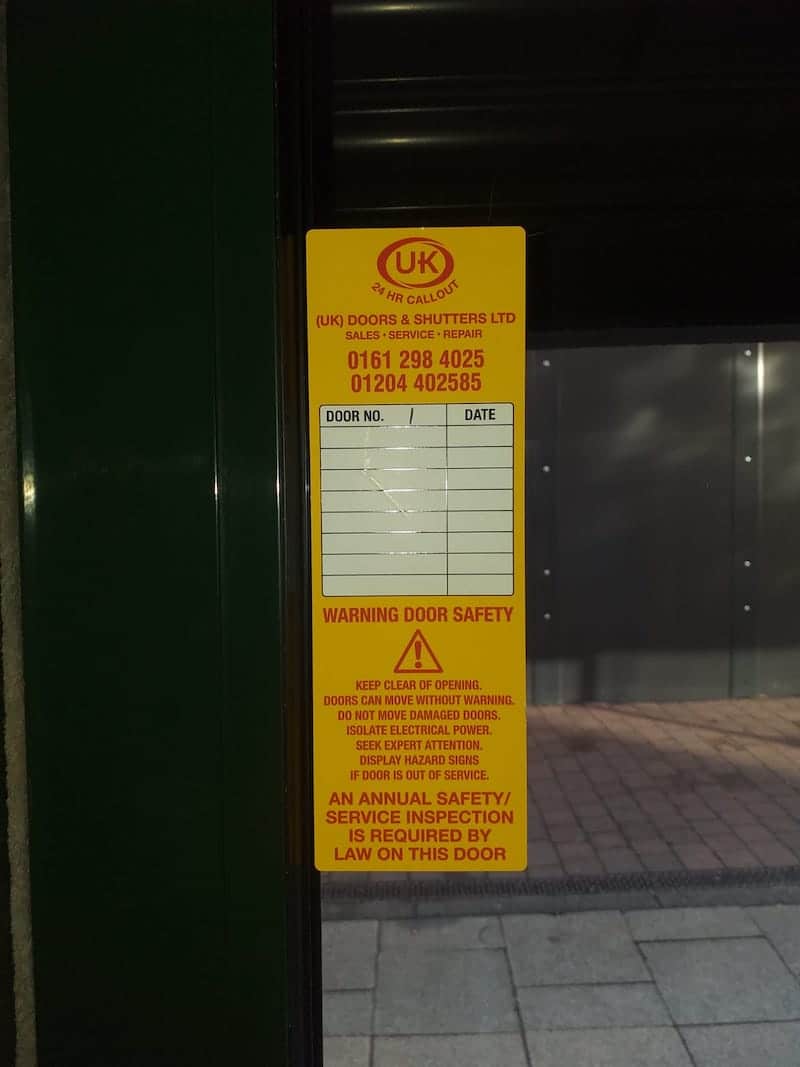 UK
24 HR CALLOUT
(UK) DOORS & SHUTTERS LTD
SALES • SERVICE • REPAIR
0161 298 4025
01204 402585
DOOR NO. / DATE
WARNING DOOR SAFETY
!
KEEP CLEAR OF OPENING.
DOORS CAN MOVE WITHOUT WARNING.
DO NOT MOVE DAMAGED DOORS.
ISOLATE ELECTRICAL POWER.
SEEK EXPERT ATTENTION.
DISPLAY HAZARD SIGNS
IF DOOR IS OUT OF SERVICE.
AN ANNUAL SAFETY/
SERVICE INSPECTION
IS REQUIRED BY
LAW ON THIS DOOR